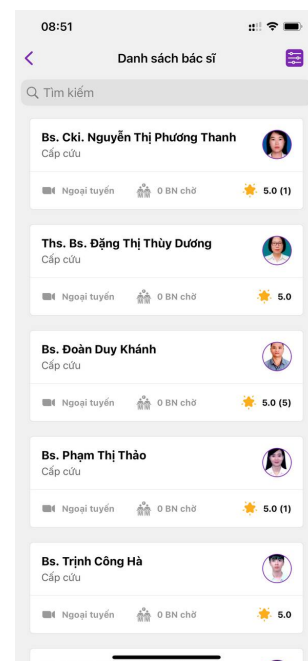 08:51
Danh sách bác sĩ
Tìm kiếm
Bs. Cki. Nguyễn Thị Phương Thanh
Cấp cứu
Ngoại tuyến 0 BN chờ 5.0 (1)
Ths. Bs. Đặng Thị Thùy Dương
Cấp cứu
Ngoại tuyến 0 BN chờ 5.0
Bs. Đoàn Duy Khánh
Cấp cứu
Ngoại tuyến 0 BN chờ 5.0 (5)
Bs. Phạm Thị Thảo
Cấp cứu
Ngoại tuyến 0 BN chờ 5.0 (1)
Bs. Trịnh Công Hà
Cấp cứu
Ngoại tuyến 0 BN chờ 5.0